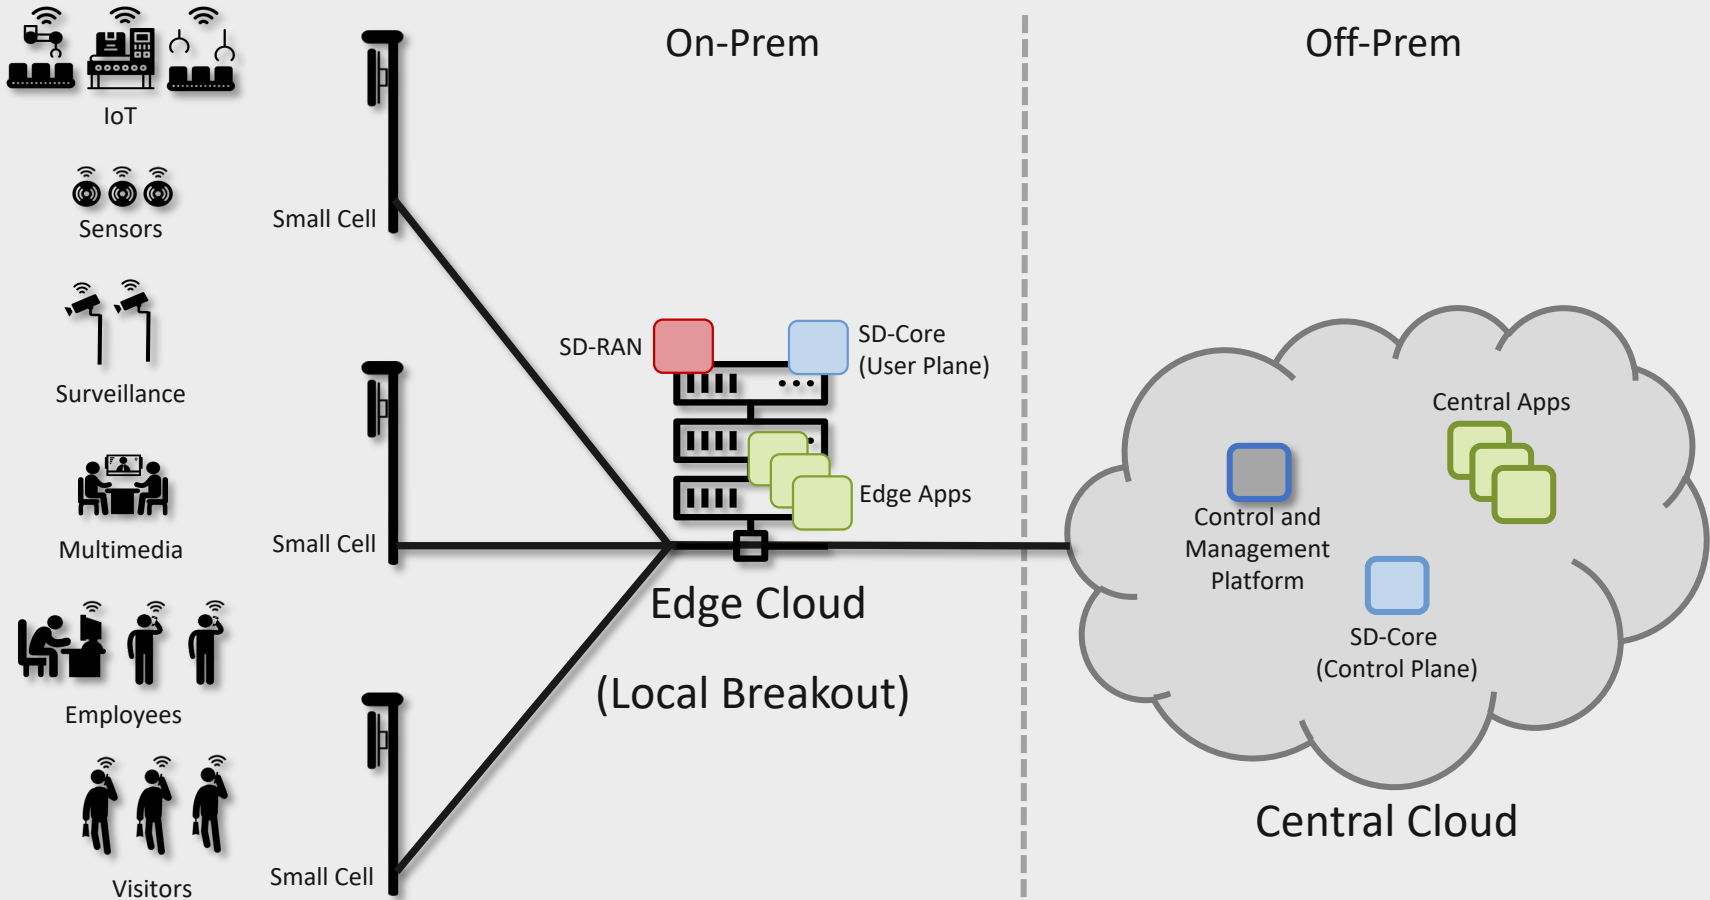 On-Prem
Off-Prem
IoT
Sensors
Surveillance
Multimedia
Employees
Visitors
Small Cell
Small Cell
Small Cell
SD-RAN
SD-Core
(User Plane)
Edge Apps
Edge Cloud
(Local Breakout)
Central Apps
Control and
Management
Platform
SD-Core
(Control Plane)
Central Cloud